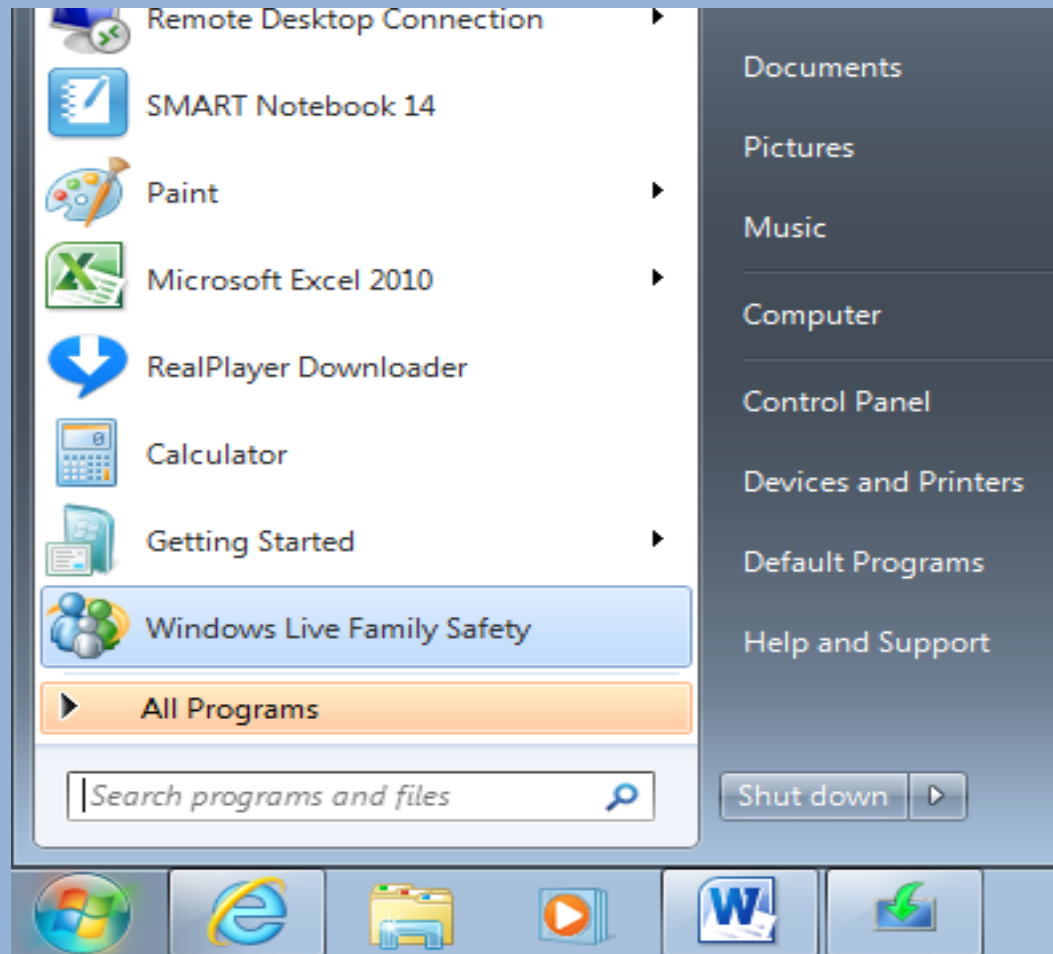 Remote Desktop Connection
SMART Notebook 14
Paint
Microsoft Excel 2010
RealPlayer Downloader
Calculator
Getting Started
Windows Live Family Safety
All Programs
Search programs and files
Documents
Pictures
Music
Computer
Control Panel
Devices and Printers
Default Programs
Help and Support
Shut down